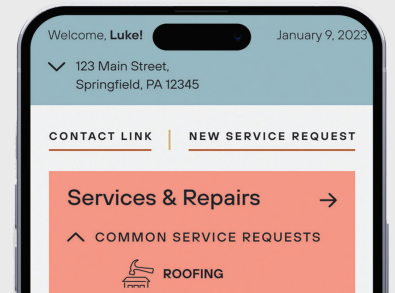 Welcome, Luke!
January 9, 2023
123 Main Street,
Springfield, PA 12345
CONTACT LINK
NEW SERVICE REQUEST
Services & Repairs
COMMON SERVICE REQUESTS
ROOFING